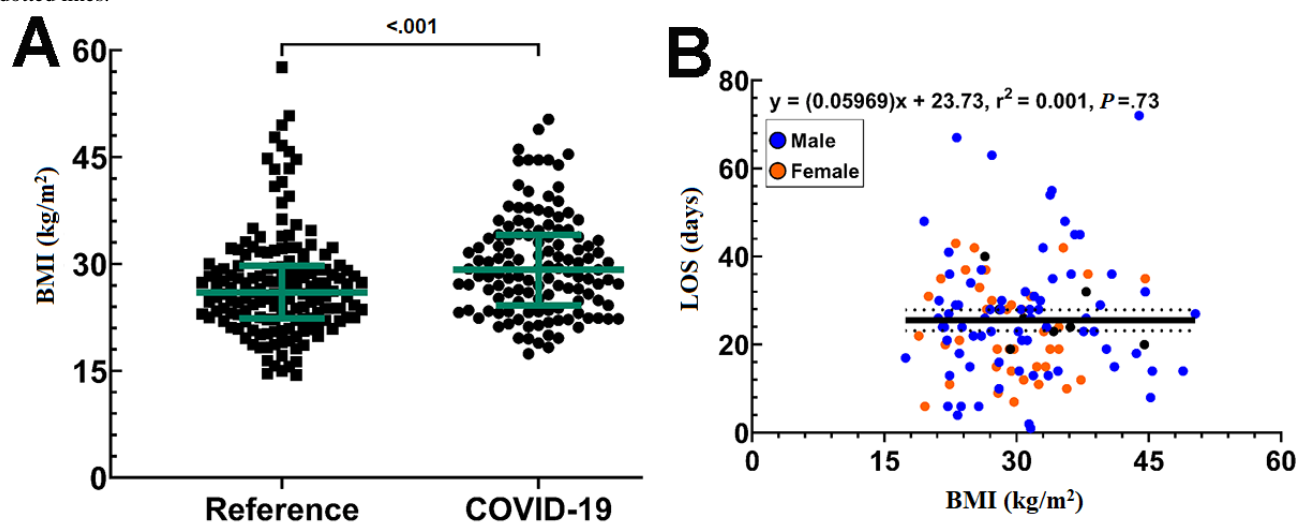 dotted lines.
A
<.001
60
45
30
15
0
BMI (kg/m²)
Reference
COVID-19
B
80
60
40
20
0
LOS (days)
y = (0.05969)x + 23.73, r² = 0.001, P=.73
Male
Female
0 15 30 45 60
BMI (kg/m²)